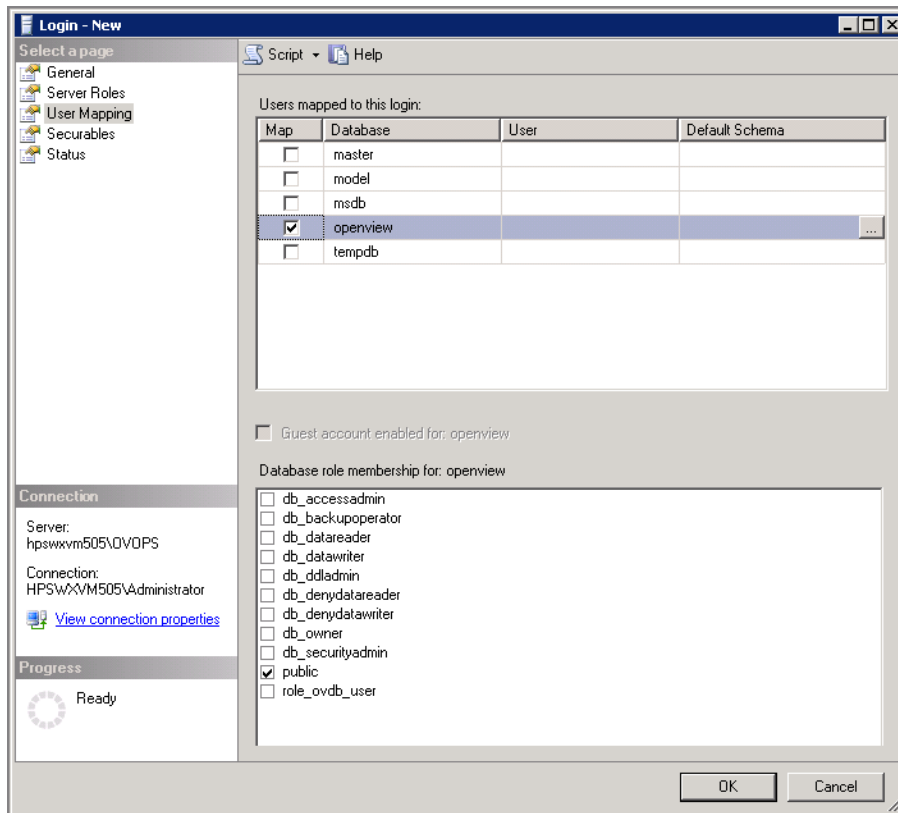 Login - New
Select a page
General
Server Roles
User Mapping
Securables
Status
Script Help
Users mapped to this login:
Map Database User Default Schema
master
model
msdb
openview ...
tempdb
Guest account enabled for: openview
Database role membership for: openview
db_accessadmin
db_backupoperator
db_datareader
db_datawriter
db_ddladmin
db_denydatareader
db_denydatawriter
db_owner
db_securityadmin
public
role_ovdb_user
Connection
Server:
hpswxvm505\OVOPS
Connection:
HPSWXVM505\Administrator
View connection properties
Progress
Ready
OK Cancel